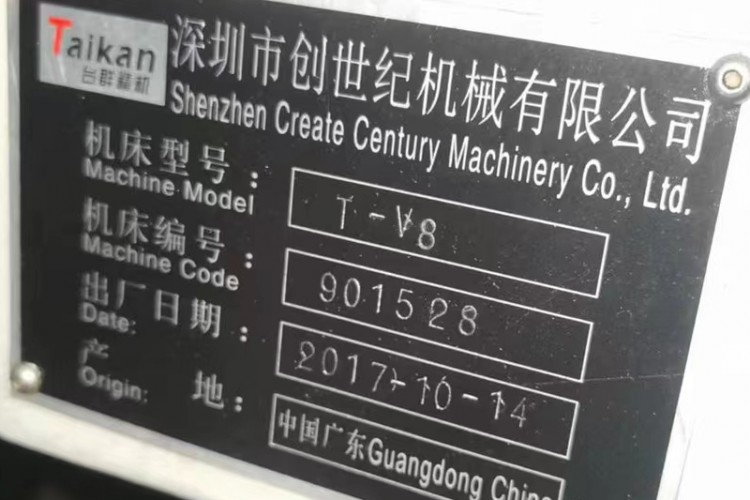 Taikan
台群精机
深圳市创世纪机械有限公司
Shenzhen Create Century Machinery Co., Ltd.
机床型号：
Machine Model
T-V8
机床编号：
Machine Code
901528
出厂日期：
Date:
2017-10-14
产地：
Origin:
中国广东Guangdong China